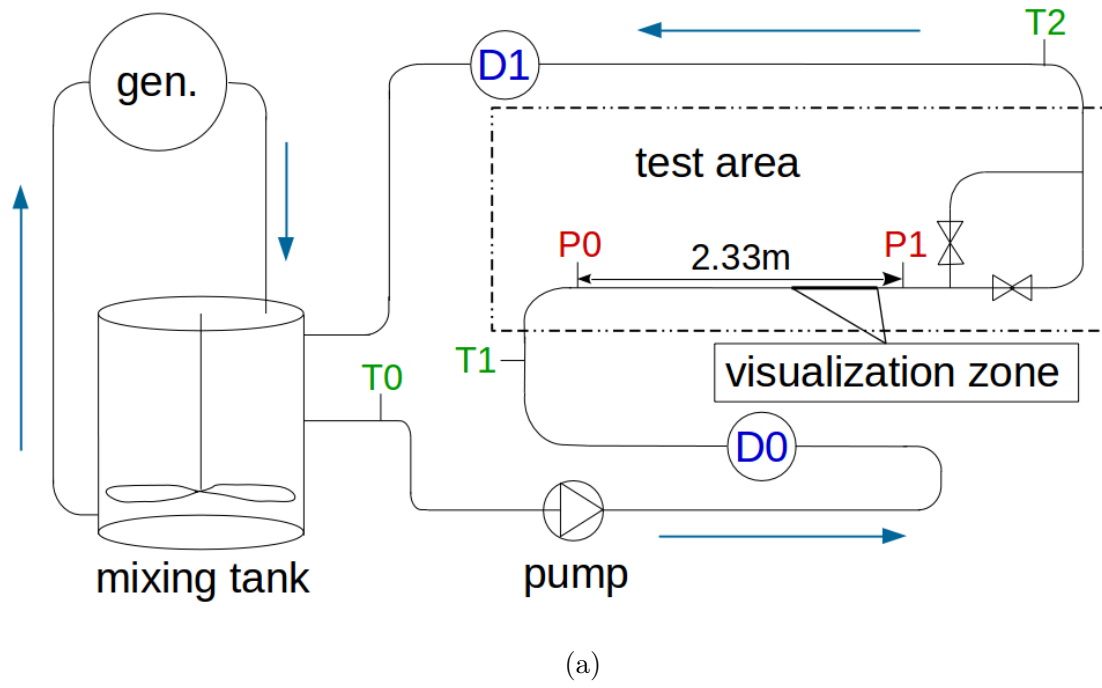 T2
D1
gen.
test area
P0
2.33m
P1
T1
T0
visualization zone
D0
mixing tank
pump
(a)